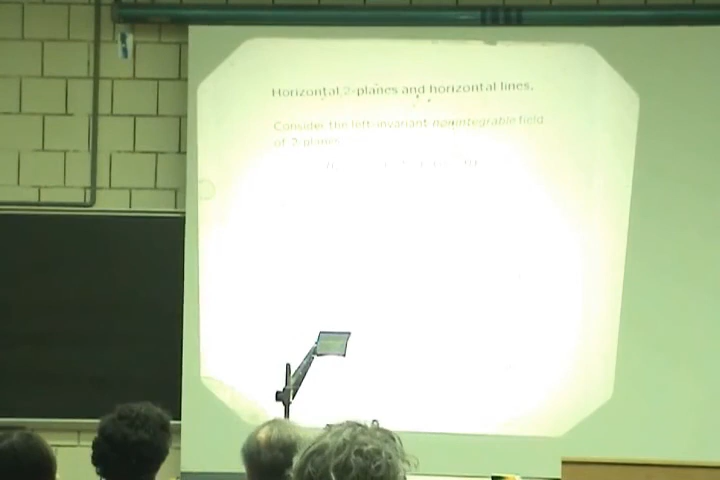 Horizontal 2-planes and horizontal lines.
Consider the left-invariant nonintegrable field
of 2-planes